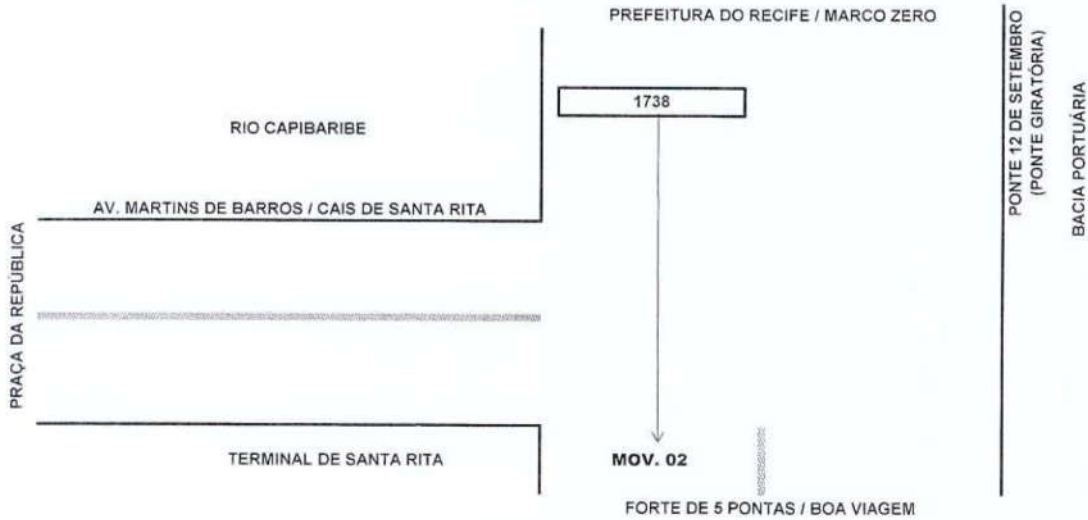 PREFEITURA DO RECIFE / MARCO ZERO
1738
RIO CAPIBARIBE
AV. MARTINS DE BARROS / CAIS DE SANTA RITA
PRAÇA DA REPÚBLICA
PONTE 12 DE SETEMBRO
(PONTE GIRATÓRIA)
BACIA PORTUÁRIA
TERMINAL DE SANTA RITA
MOV. 02
FORTE DE 5 PONTAS / BOA VIAGEM